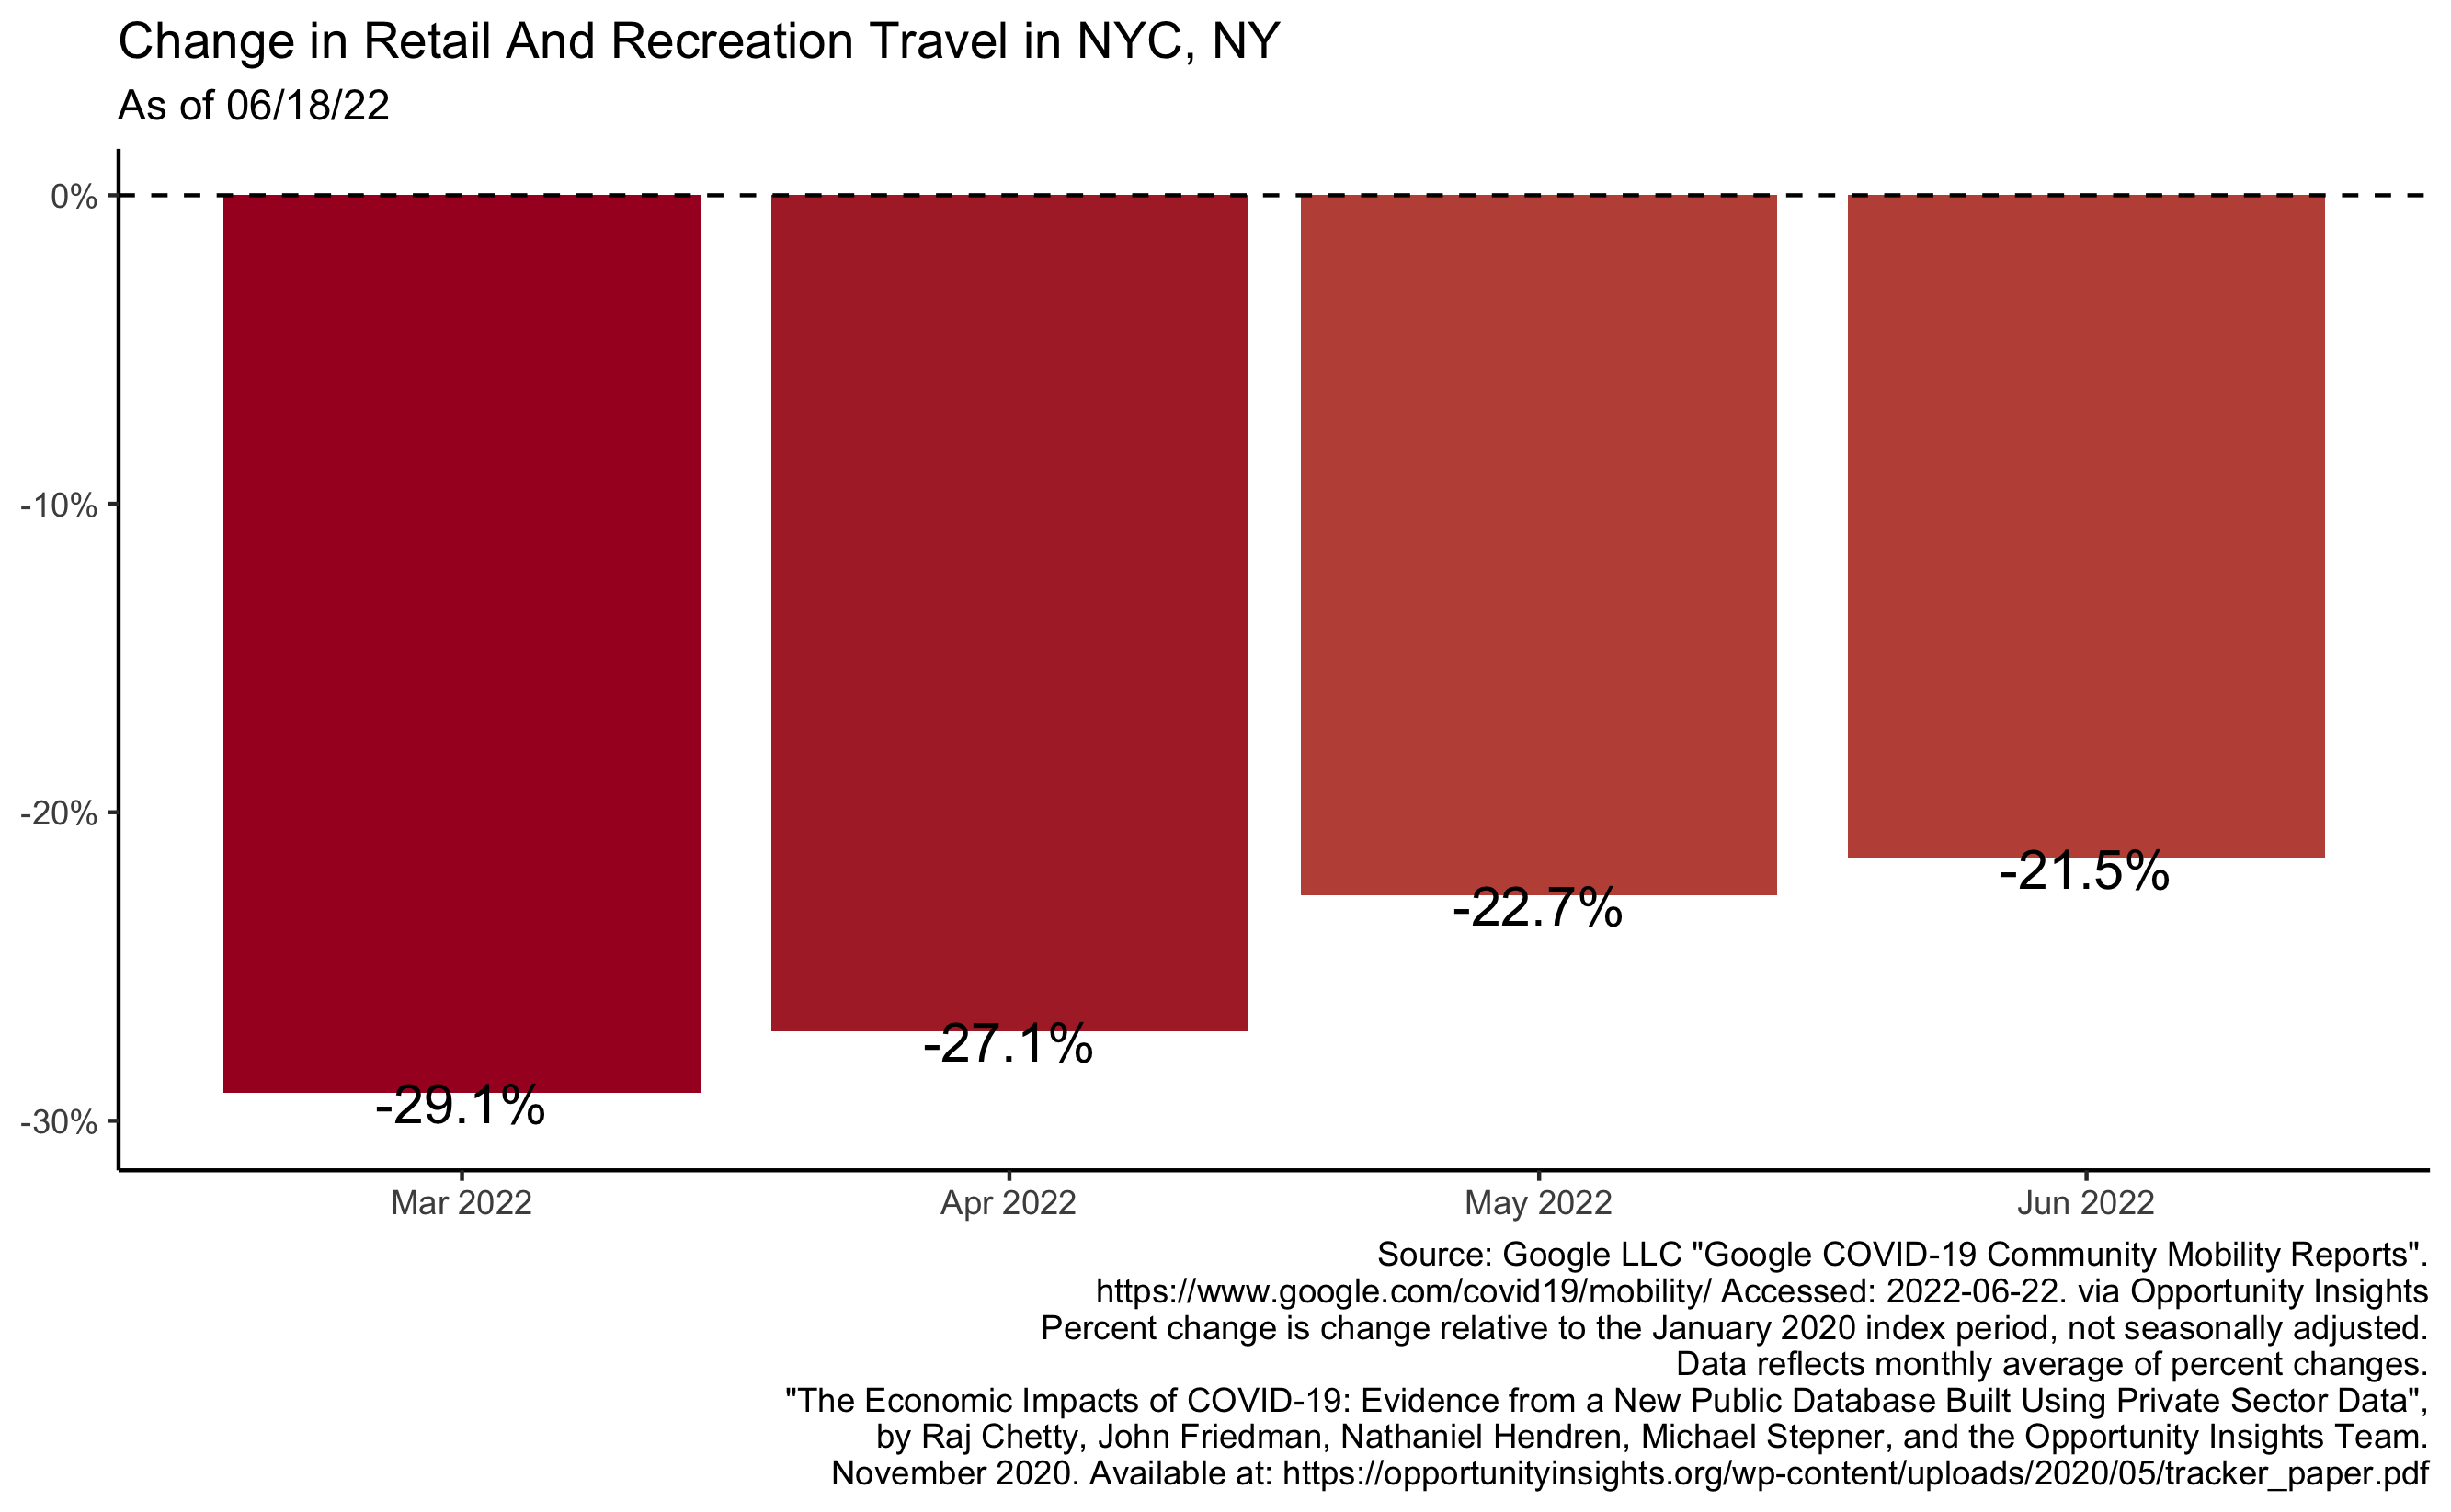 Change in Retail And Recreation Travel in NYC, NY
As of 06/18/22
0%
-10%
-20%
-30%
-29.1%
-27.1%
-22.7%
-21.5%
Mar 2022
Apr 2022
May 2022
Jun 2022
Source: Google LLC "Google COVID-19 Community Mobility Reports".
https://www.google.com/covid19/mobility/ Accessed: 2022-06-22. via Opportunity Insights
Percent change is change relative to the January 2020 index period, not seasonally adjusted.
Data reflects monthly average of percent changes.
"The Economic Impacts of COVID-19: Evidence from a New Public Database Built Using Private Sector Data",
by Raj Chetty, John Friedman, Nathaniel Hendren, Michael Stepner, and the Opportunity Insights Team.
November 2020. Available at: https://opportunityinsights.org/wp-content/uploads/2020/05/tracker_paper.pdf